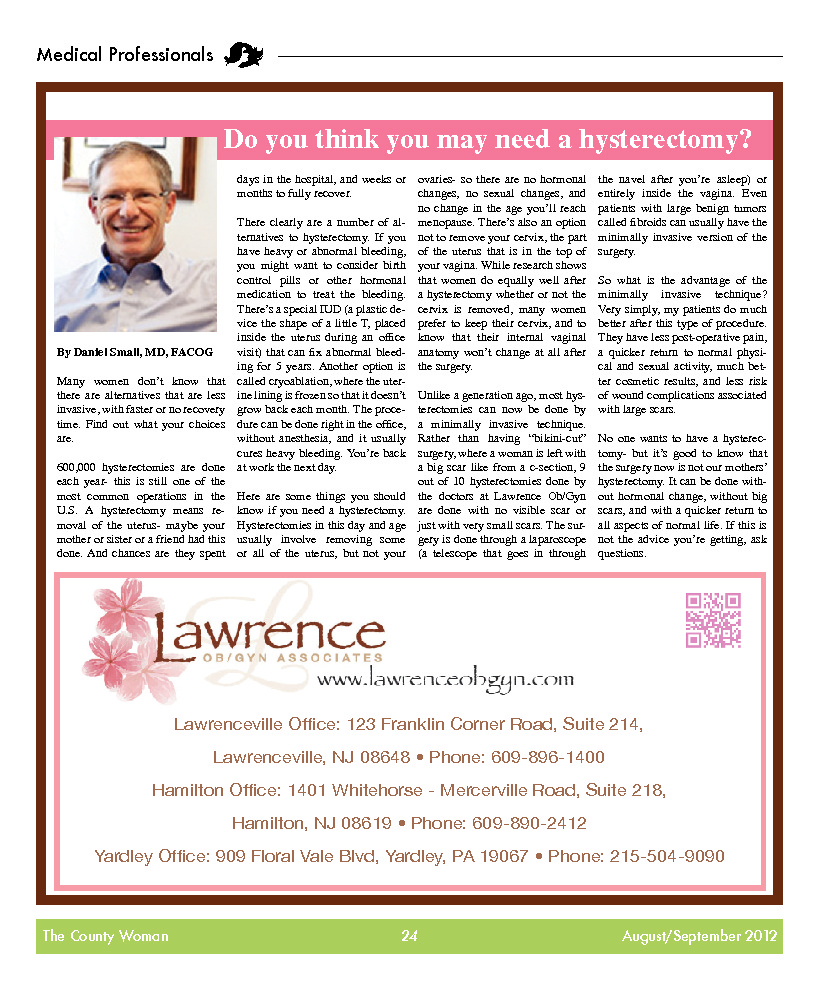 Medical Professionals
Do you think you may need a hysterectomy?
By Daniel Small, MD, FACOG
Many women don't know that
there are alternatives that are less
invasive, with faster or no recovery
time. Find out what your choices
are.
600,000 hysterectomies are done
each year- this is still one of the
most common operations in the
U.S. A hysterectomy means re-
moval of the uterus- maybe your
mother or sister or a friend had this
done. And chances are they spent
days in the hospital, and weeks or
months to fully recover.
There clearly are a number of al-
ternatives to hysterectomy. If you
have heavy or abnormal bleeding,
you might want to consider birth
control pills or other hormonal
medication to treat the bleeding.
There's a special IUD (a plastic de-
vice the shape of a little T, placed
inside the uterus during an office
visit) that can fix abnormal bleed-
ing for 5 years. Another option is
called cryoablation, where the uter-
ine lining is frozen so that it doesn't
grow back each month. The proce-
dure can be done right in the office,
without anesthesia, and it usually
cures heavy bleeding. You're back
at work the next day.
Here are some things you should
know if you need a hysterectomy.
Hysterectomies in this day and age
usually involve removing some
or all of the uterus, but not your
ovaries- so there are no hormonal
changes, no sexual changes, and
no change in the age you'll reach
menopause. There's also an option
not to remove your cervix, the part
of the uterus that is in the top of
your vagina. While research shows
that women do equally well after
a hysterectomy whether or not the
cervix is removed, many women
prefer to keep their cervix, and to
know that their internal vaginal
anatomy won't change at all after
the surgery.
Unlike a generation ago, most hys-
terectomies can now be done by
a minimally invasive technique.
Rather than having "bikini-cut"
surgery, where a woman is left with
a big scar like from a c-section, 9
out of 10 hysterectomies done by
the doctors at Lawrence Ob/Gyn
are done with no visible scar or
just with very small scars. The sur-
gery is done through a laparoscope
(a telescope that goes in through
the navel after you're asleep) or
entirely inside the vagina. Even
patients with large benign tumors
called fibroids can usually have the
minimally invasive version of the
surgery.
So what is the advantage of the
minimally invasive technique?
Very simply, my patients do much
better after this type of procedure.
They have less post-operative pain,
a quicker return to normal physi-
cal and sexual activity, much bet-
ter cosmetic results, and less risk
of wound complications associated
with large scars.
No one wants to have a hysterec-
tomy- but it's good to know that
the surgery now is not our mothers'
hysterectomy. It can be done with-
out hormonal change, without big
scars, and with a quicker return to
all aspects of normal life. If this is
not the advice you're getting, ask
questions.
Lawrence
OB/GYN ASSOCIATES
www.lawrenceobgyn.com
Lawrenceville Office: 123 Franklin Corner Road, Suite 214,
Lawrenceville, NJ 08648 • Phone: 609-896-1400
Hamilton Office: 1401 Whitehorse - Mercerville Road, Suite 218,
Hamilton, NJ 08619 • Phone: 609-890-2412
Yardley Office: 909 Floral Vale Blvd, Yardley, PA 19067 • Phone: 215-504-9090
The County Woman 24 August/September 2012